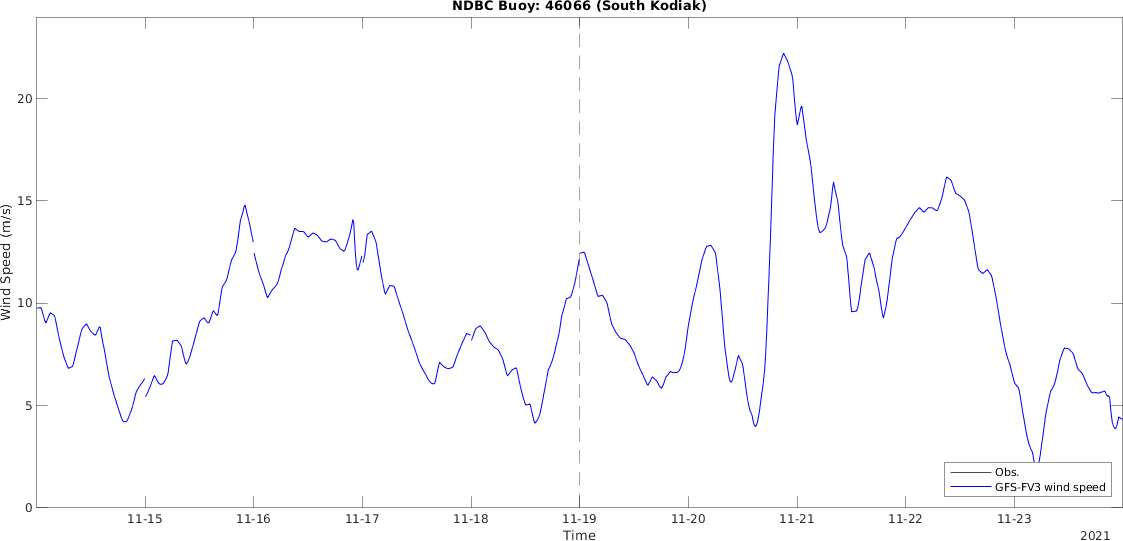 NDBC Buoy: 46066 (South Kodiak)
Wind Speed (m/s)
20
15
10
5
0
11-15 11-16 11-17 11-18 11-19 11-20 11-21 11-22 11-23
Time
2021
Obs.
GFS-FV3 wind speed